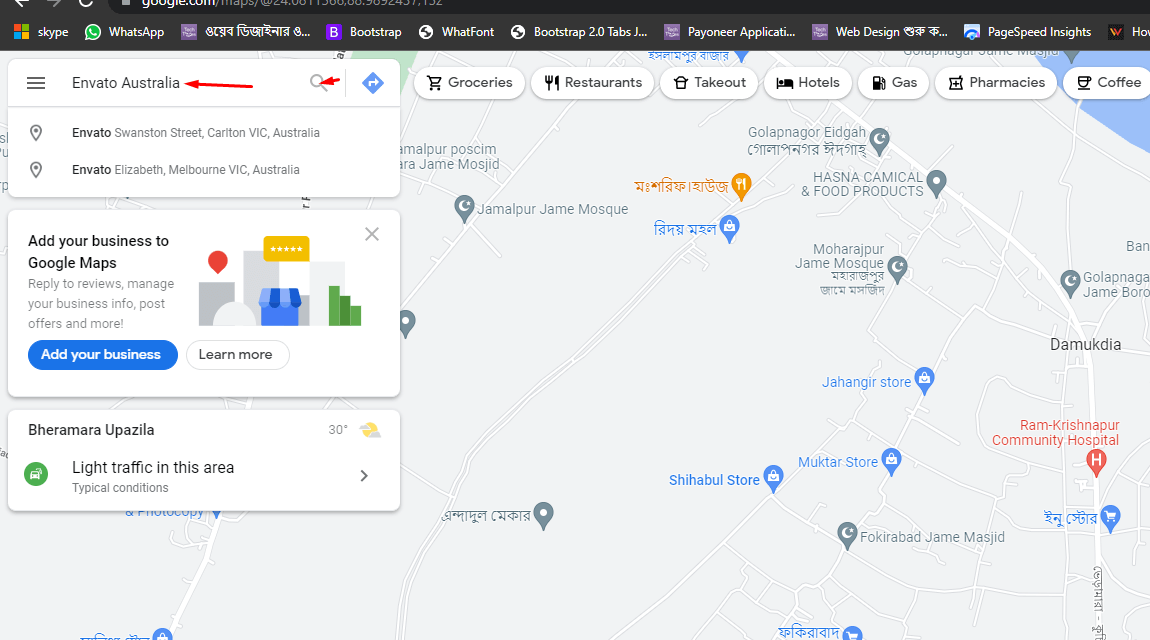 google.com/maps/@24.0611366,88.9692437,15z
skype
WhatsApp
ওয়েব ডিজাইনার ও...
Bootstrap
WhatFont
Bootstrap 2.0 Tabs J...
Payoneer Applicati...
Web Design শুরু ক...
PageSpeed Insights
How
Envato Australia
Groceries
Restaurants
Takeout
Hotels
Gas
Pharmacies
Coffee
Envato Swanston Street, Carlton VIC, Australia
Envato Elizabeth, Melbourne VIC, Australia
Add your business to
Google Maps
Reply to reviews, manage
your business info, post
offers and more!
Add your business
Learn more
Bheramara Upazila
30°
Light traffic in this area
Typical conditions
& Photocopy
ইসলামপুর বাজার
Golapnagar Jame Masjid
Golapnagor Eidgah
গোলাপনগর ঈদগাহ্
amalpur poscim
ara Jame Mosjid
মঃশরিফ।হাউজ
HASNA CAMICAL
& FOOD PRODUCTS
Jamalpur Jame Mosque
রিদয় মহল
Moharajpur
Jame Mosque
মহারাজপুর
জামে মসজিদ
Ban
Golapnaga
Jame Boro
Damukdia
Jahangir store
Ram-Krishnapur
Community Hospital
Muktar Store
Shihabul Store
এন্দাদুল মেকার
ইনু স্টোর
Fokirabad Jame Masjid
ফকিরাবাদ